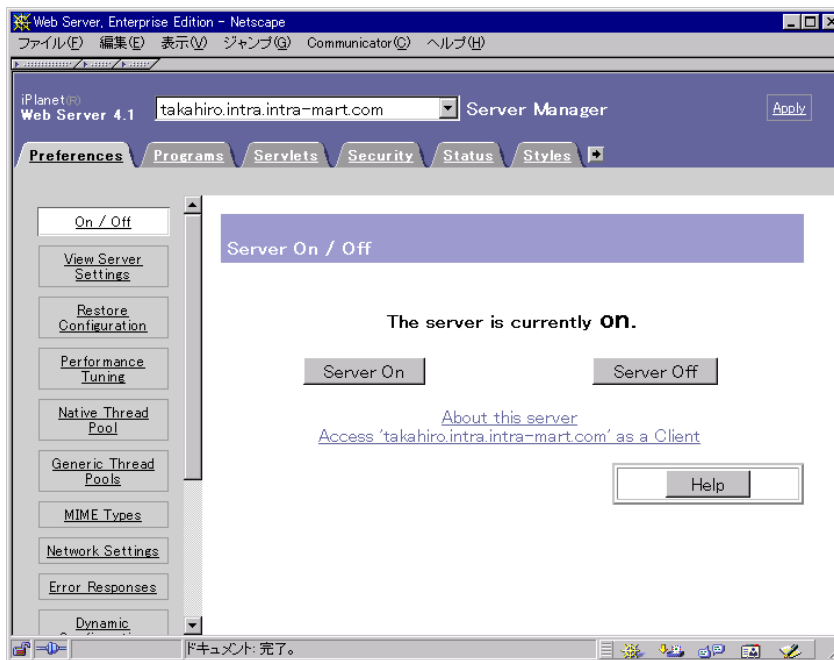 Web Server, Enterprise Edition - Netscape
ファイル(F) 編集(E) 表示(V) ジャンプ(G) Communicator(C) ヘルプ(H)
iPlanet(R)
Web Server 4.1
takahiro.intra.intra-mart.com
Server Manager
Apply
Preferences
Programs
Servlets
Security
Status
Styles
On / Off
View Server
Settings
Restore
Configuration
Performance
Tuning
Native Thread
Pool
Generic Thread
Pools
MIME Types
Network Settings
Error Responses
Dynamic
Server On / Off
The server is currently on.
Server On
Server Off
About this server
Access 'takahiro.intra.intra-mart.com' as a Client
Help
ドキュメント: 完了。